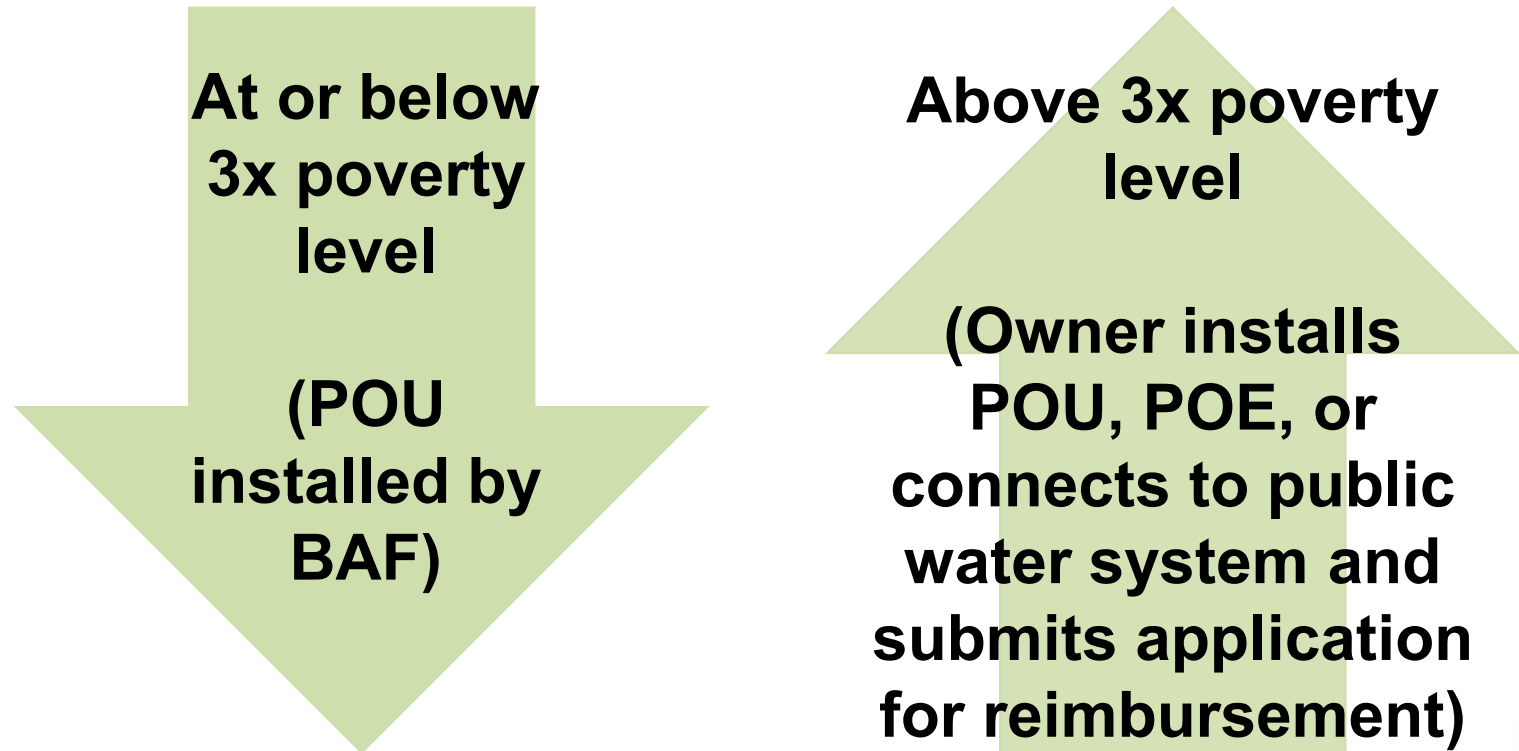 At or below
3x poverty
level
(POU
installed by
BAF)
Above 3x poverty
level
(Owner installs
POU, POE, or
connects to public
water system and
submits application
for reimbursement)